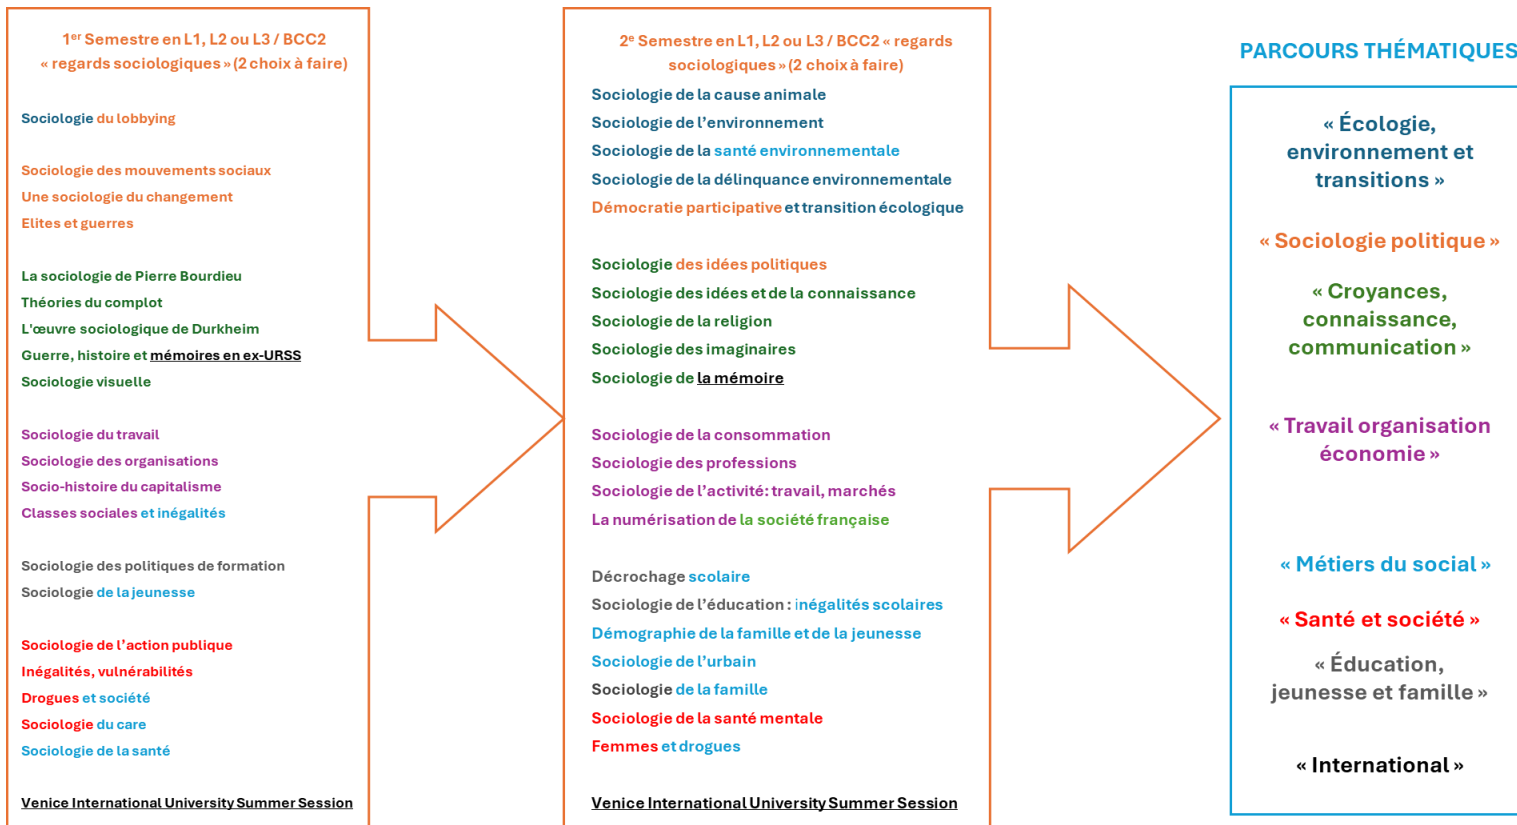 1er Semestre en L1, L2 ou L3 / BCC2
« regards sociologiques » (2 choix à faire)
Sociologie du lobbying
Sociologie des mouvements sociaux
Une sociologie du changement
Elites et guerres
La sociologie de Pierre Bourdieu
Théories du complot
L'œuvre sociologique de Durkheim
Guerre, histoire et mémoires en ex-URSS
Sociologie visuelle
Sociologie du travail
Sociologie des organisations
Socio-histoire du capitalisme
Classes sociales et inégalités
Sociologie des politiques de formation
Sociologie de la jeunesse
Sociologie de l'action publique
Inégalités, vulnérabilités
Drogues et société
Sociologie du care
Sociologie de la santé
Venice International University Summer Session
2e Semestre en L1, L2 ou L3 / BCC2 « regards
sociologiques » (2 choix à faire)
Sociologie de la cause animale
Sociologie de l'environnement
Sociologie de la santé environnementale
Sociologie de la délinquance environnementale
Démocratie participative et transition écologique
Sociologie des idées politiques
Sociologie des idées et de la connaissance
Sociologie de la religion
Sociologie des imaginaires
Sociologie de la mémoire
Sociologie de la consommation
Sociologie des professions
Sociologie de l'activité: travail, marchés
La numérisation de la société française
Décrochage scolaire
Sociologie de l'éducation : inégalités scolaires
Démographie de la famille et de la jeunesse
Sociologie de l'urbain
Sociologie de la famille
Sociologie de la santé mentale
Femmes et drogues
Venice International University Summer Session
PARCOURS THÉMATIQUES
« Écologie,
environnement et
transitions »
« Sociologie politique »
« Croyances,
connaissance,
communication »
« Travail organisation
économie »
« Métiers du social »
« Santé et société »
« Éducation,
jeunesse et famille »
« International »